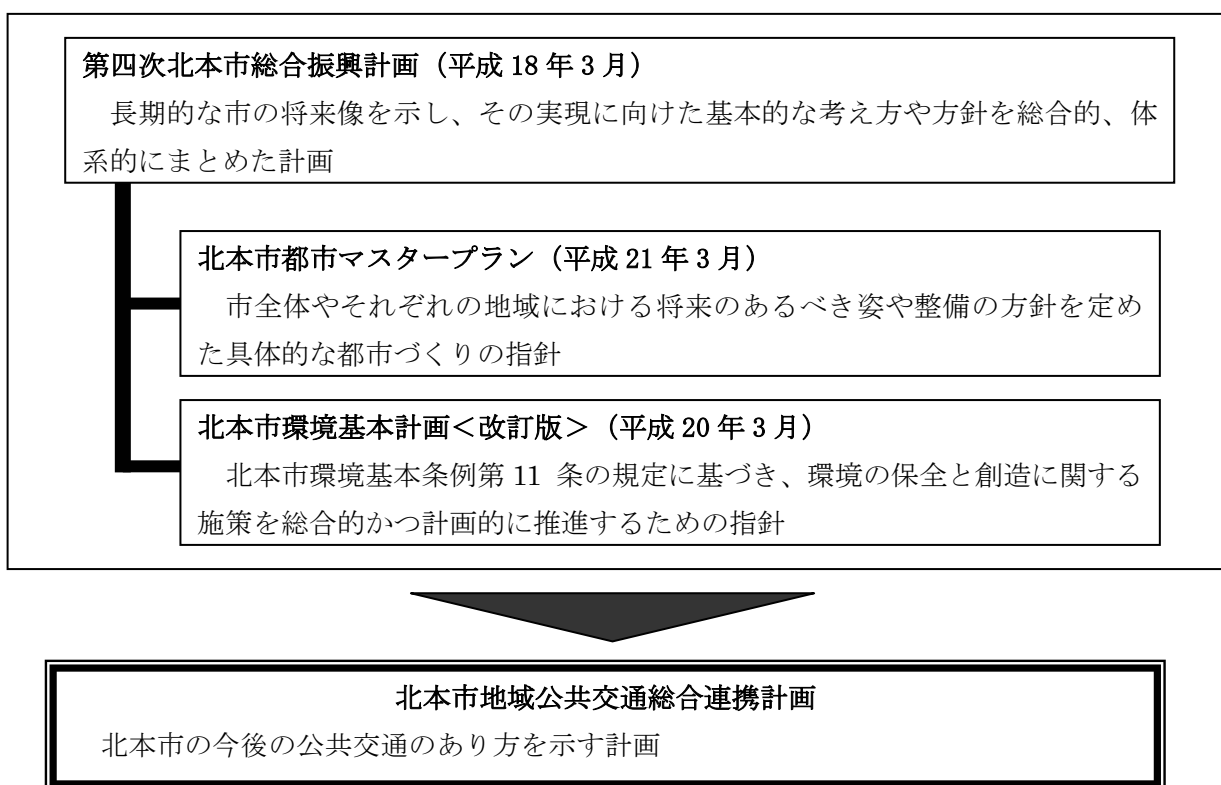 第四次北本市総合振興計画（平成 18 年 3 月）
長期的な市の将来像を示し、その実現に向けた基本的な考え方や方針を総合的、体
系的にまとめた計画
北本市都市マスタープラン（平成 21 年 3 月）
市全体やそれぞれの地域における将来のあるべき姿や整備の方針を定め
た具体的な都市づくりの指針
北本市環境基本計画＜改訂版＞（平成 20 年 3 月）
北本市環境基本条例第 11 条の規定に基づき、環境の保全と創造に関する
施策を総合的かつ計画的に推進するための指針
北本市地域公共交通総合連携計画
北本市の今後の公共交通のあり方を示す計画